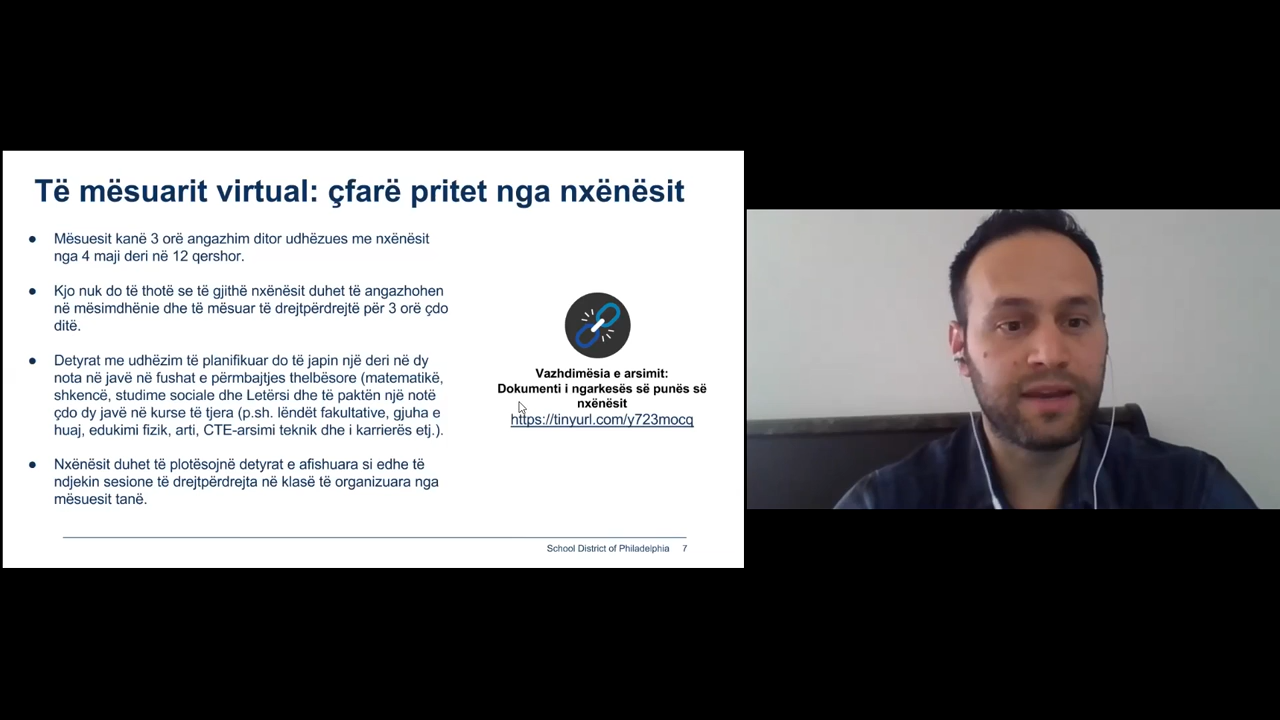 Të mësuarit virtual: çfarë pritet nga nxënësit
● Mësuesit kanë 3 orë angazhim ditor udhëzues me nxënësit
nga 4 maji deri në 12 qershor.
● Kjo nuk do të thotë se të gjithë nxënësit duhet të angazhohen
në mësimdhënie dhe të mësuar të drejtpërdrejtë për 3 orë çdo
ditë.
● Detyrat me udhëzim të planifikuar do të japin një deri në dy
nota në javë në fushat e përmbajtjes thelbësore (matematikë,
shkencë, studime sociale dhe Letërsi dhe të paktën një notë
çdo dy javë në kurse të tjera (p.sh. lëndët fakultative, gjuha e
huaj, edukimi fizik, arti, CTE-arsimi teknik dhe i karrierës etj.).
● Nxënësit duhet të plotësojnë detyrat e afishuara si edhe të
ndjekin sesione të drejtpërdrejta në klasë të organizuara nga
mësuesit tanë.
Vazhdimësia e arsimit:
Dokumenti i ngarkesës së punës së
nxënësit
https://tinyurl.com/y723mocq
School District of Philadelphia 7